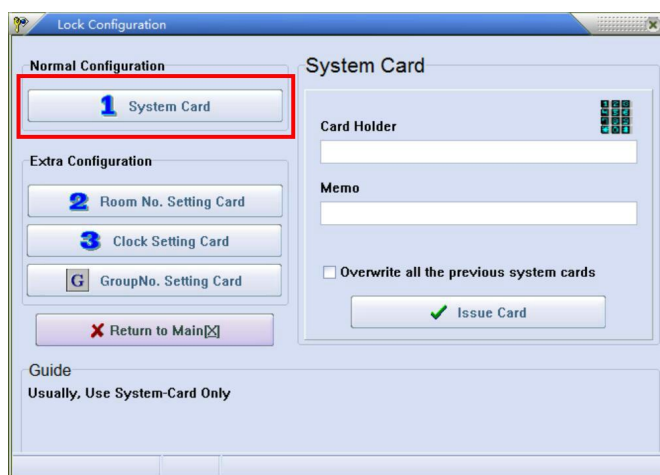 Lock Configuration
Normal Configuration
1 System Card
Extra Configuration
2 Room No. Setting Card
3 Clock Setting Card
G GroupNo. Setting Card
Return to Main[X]
System Card
Card Holder
Memo
Overwrite all the previous system cards
Issue Card
Guide
Usually, Use System-Card Only